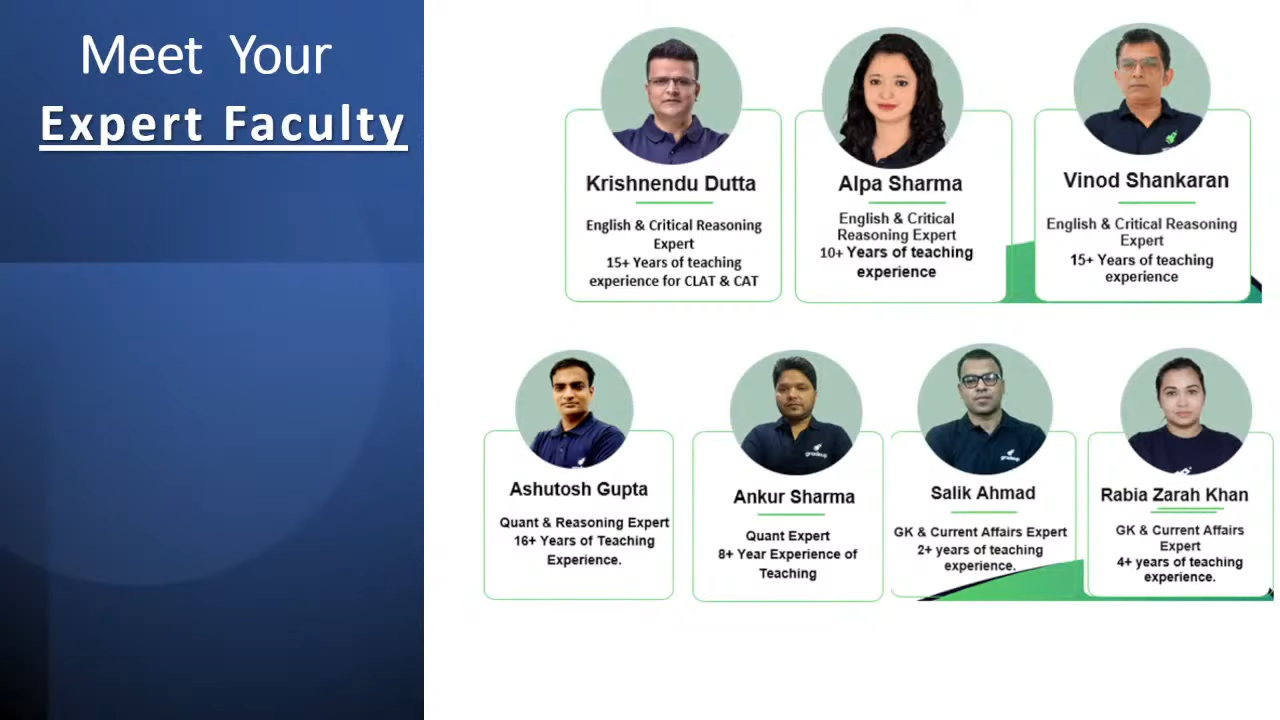 Meet Your
Expert Faculty
Krishnendu Dutta
English & Critical Reasoning
Expert
15+ Years of teaching
experience for CLAT & CAT
Alpa Sharma
English & Critical
Reasoning Expert
10+ Years of teaching
experience
Vinod Shankaran
English & Critical Reasoning
Expert
15+ Years of teaching
experience
Ashutosh Gupta
Quant & Reasoning Expert
16+ Years of Teaching
Experience.
gradeup
Ankur Sharma
Quant Expert
8+ Year Experience of
Teaching
gradeup
Salik Ahmad
GK & Current Affairs Expert
2+ years of teaching
experience.
Rabia Zarah Khan
GK & Current Affairs
Expert
4+ years of teaching
experience.